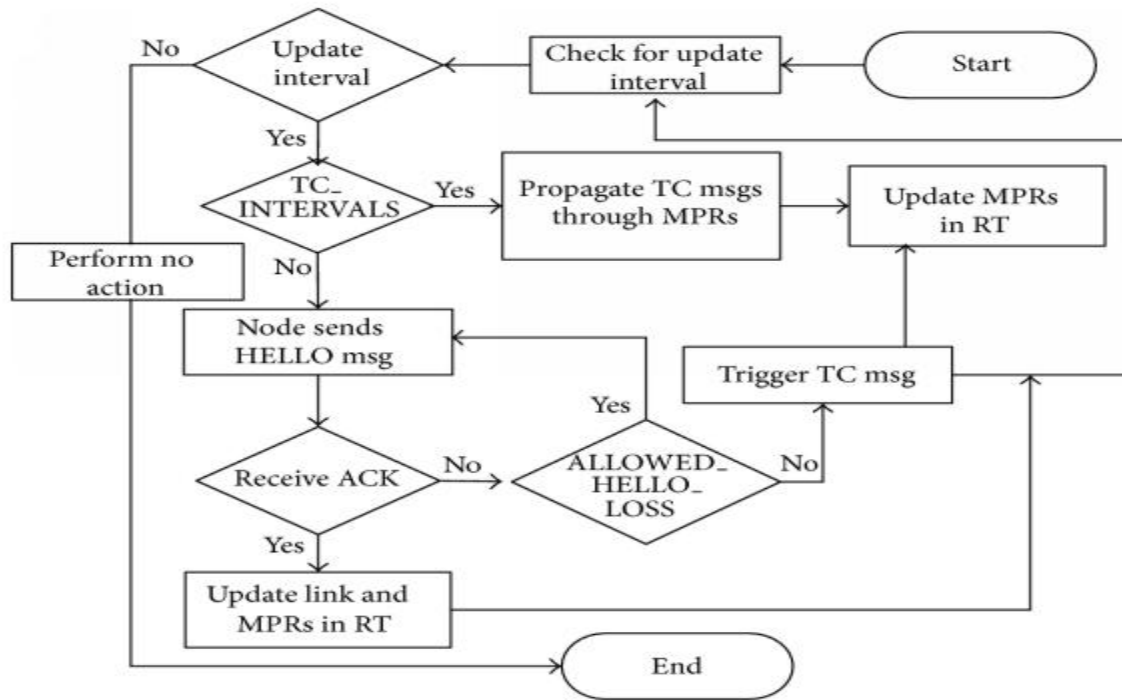 No
Update
interval
Check for update
interval
Start
Yes
TC_
INTERVALS
Yes
Propagate TC msgs
through MPRs
Update MPRs
in RT
Perform no
action
No
Node sends
HELLO msg
Trigger TC msg
Yes
Receive ACK
No
ALLOWED_
HELLO_
LOSS
No
Yes
Update link and
MPRs in RT
End